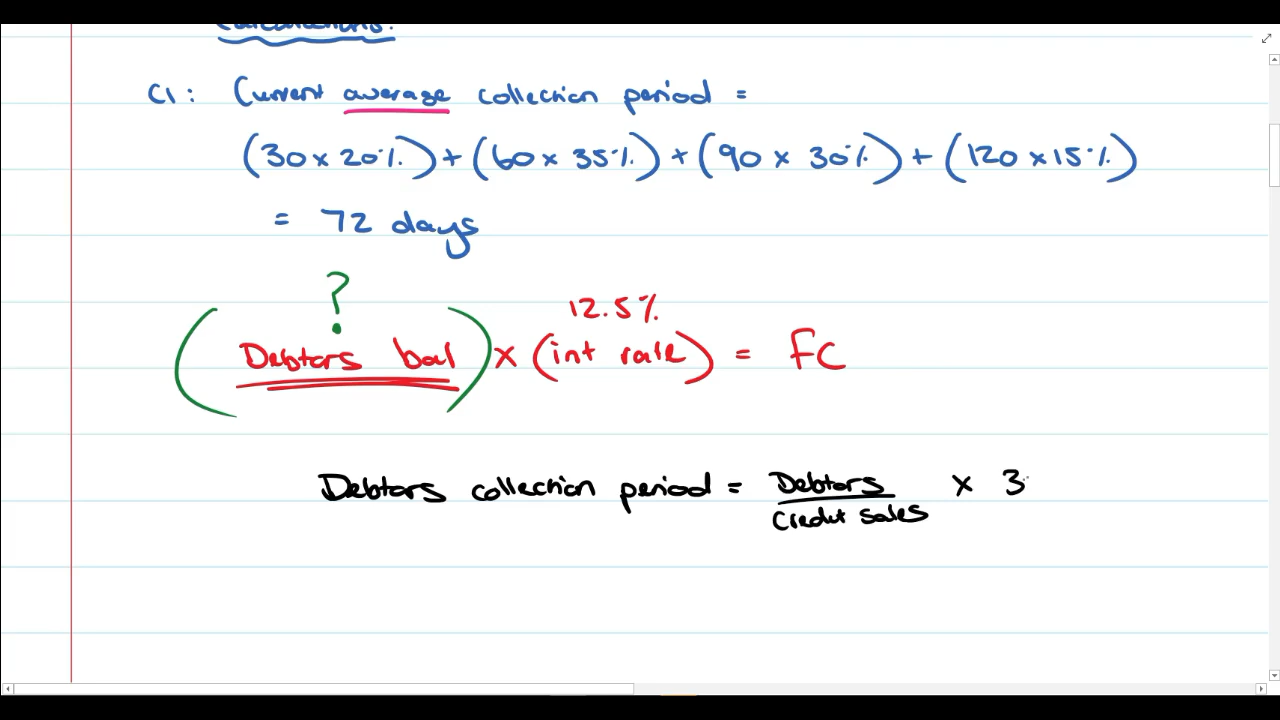 Calculations:
C1: Current average collection period =
(30 x 20%) + (60 x 35%) + (90 x 30%) + (120 x 15%)
= 72 days
?
12.5%
(Debtors bal) x (int rate) = FC
Debtors collection period = Debtors x 3
Credit sales